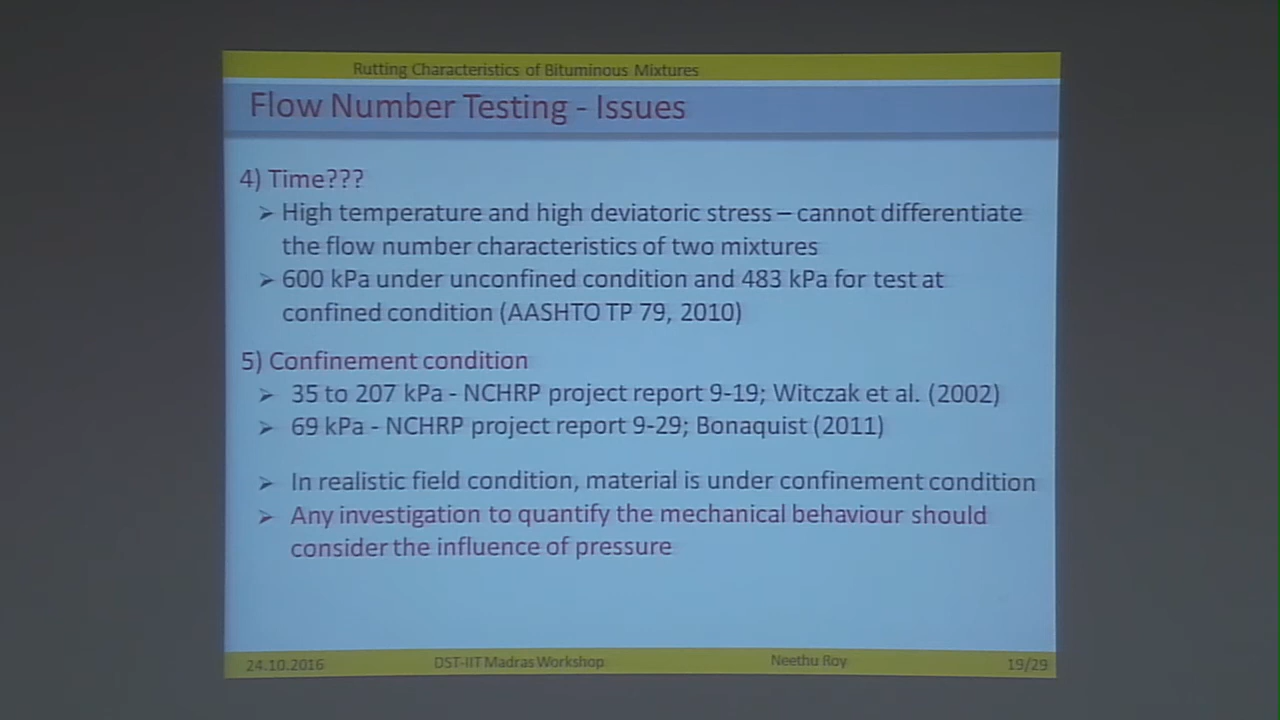 Rutting Characteristics of Bituminous Mixtures
Flow Number Testing - Issues
4) Time???
➢ High temperature and high deviatoric stress – cannot differentiate
the flow number characteristics of two mixtures
➢ 600 kPa under unconfined condition and 483 kPa for test at
confined condition (AASHTO TP 79, 2010)
5) Confinement condition
➢ 35 to 207 kPa - NCHRP project report 9-19; Witczak et al. (2002)
➢ 69 kPa - NCHRP project report 9-29; Bonaquist (2011)
➢ In realistic field condition, material is under confinement condition
➢ Any investigation to quantify the mechanical behaviour should
consider the influence of pressure
24.10.2016 DST-IIT Madras Workshop Neethu Roy 19/29